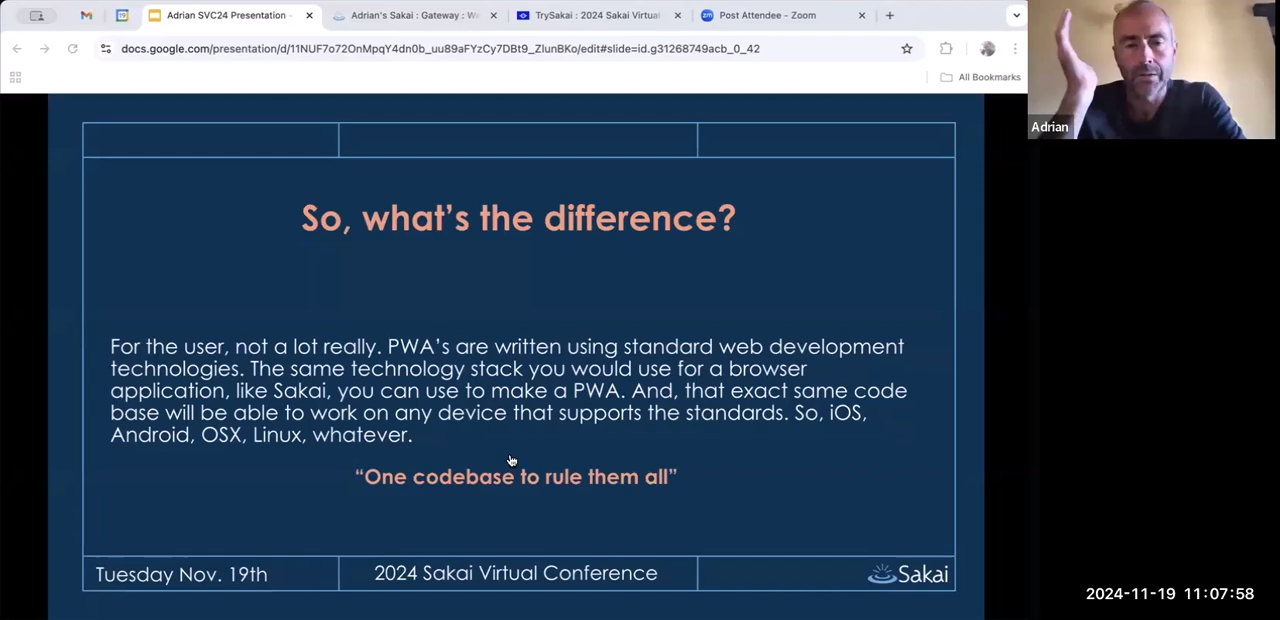 Adrian SVC24 Presentation -
Adrian's Sakai : Gateway : We
TrySakai : 2024 Sakai Virtual
Post Attendee - Zoom
docs.google.com/presentation/d/11NUF7o72OnMpqY4dn0b_uu89aFYzCy7DBt9_ZlunBKo/edit#slide=id.g31268749acb_0_42
All Bookmarks
Adrian
So, what's the difference?
For the user, not a lot really. PWA's are written using standard web development
technologies. The same technology stack you would use for a browser
application, like Sakai, you can use to make a PWA. And, that exact same code
base will be able to work on any device that supports the standards. So, iOS,
Android, OSX, Linux, whatever.
“One codebase to rule them all”
Tuesday Nov. 19th
2024 Sakai Virtual Conference
Sakai
2024-11-19 11:07:58